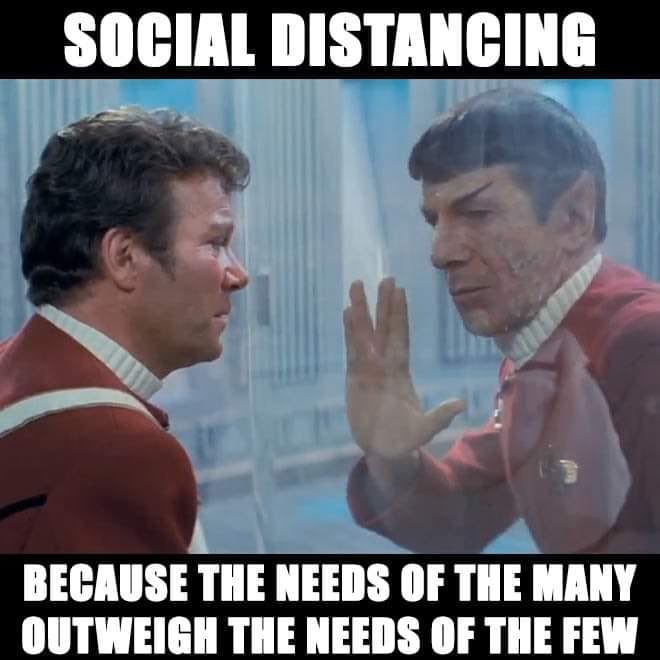 SOCIAL DISTANCING
BECAUSE THE NEEDS OF THE MANY
OUTWEIGH THE NEEDS OF THE FEW